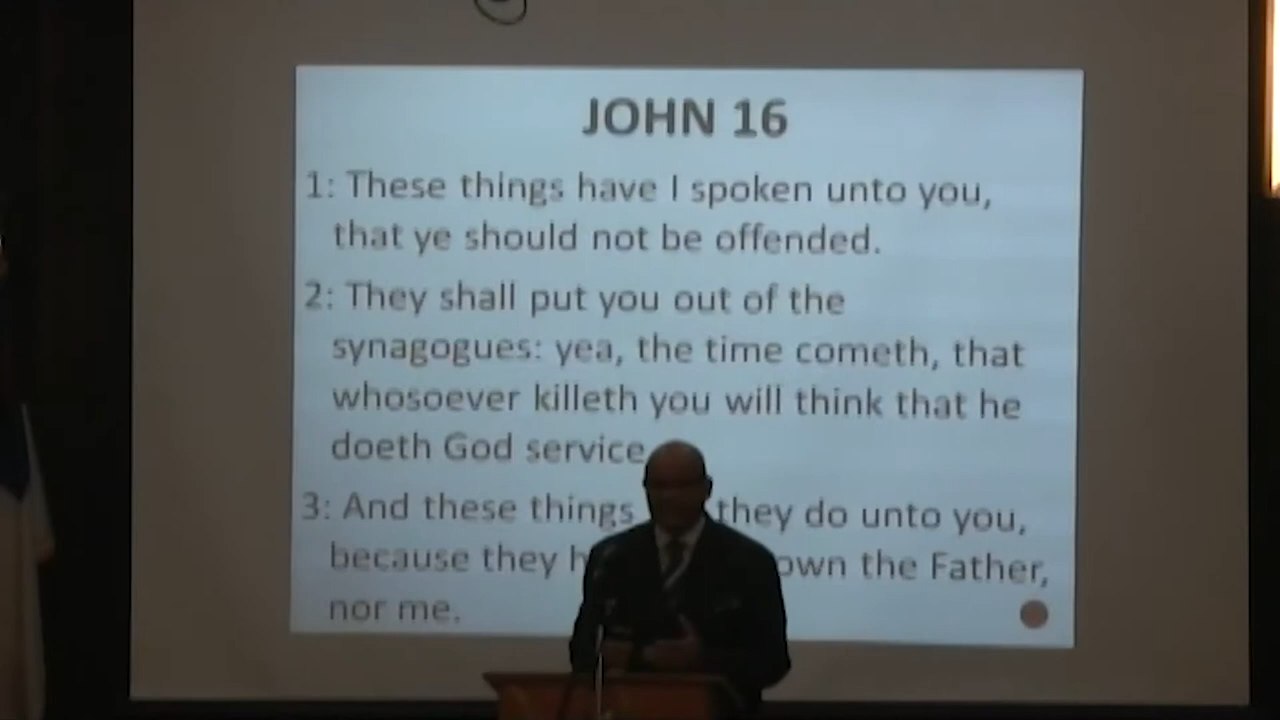 JOHN 16
1: These things have I spoken unto you,
that ye should not be offended.
2: They shall put you out of the
synagogues: yea, the time cometh, that
whosoever killeth you will think that he
doeth God service
3: And these things they do unto you,
because they h own the Father,
nor me.